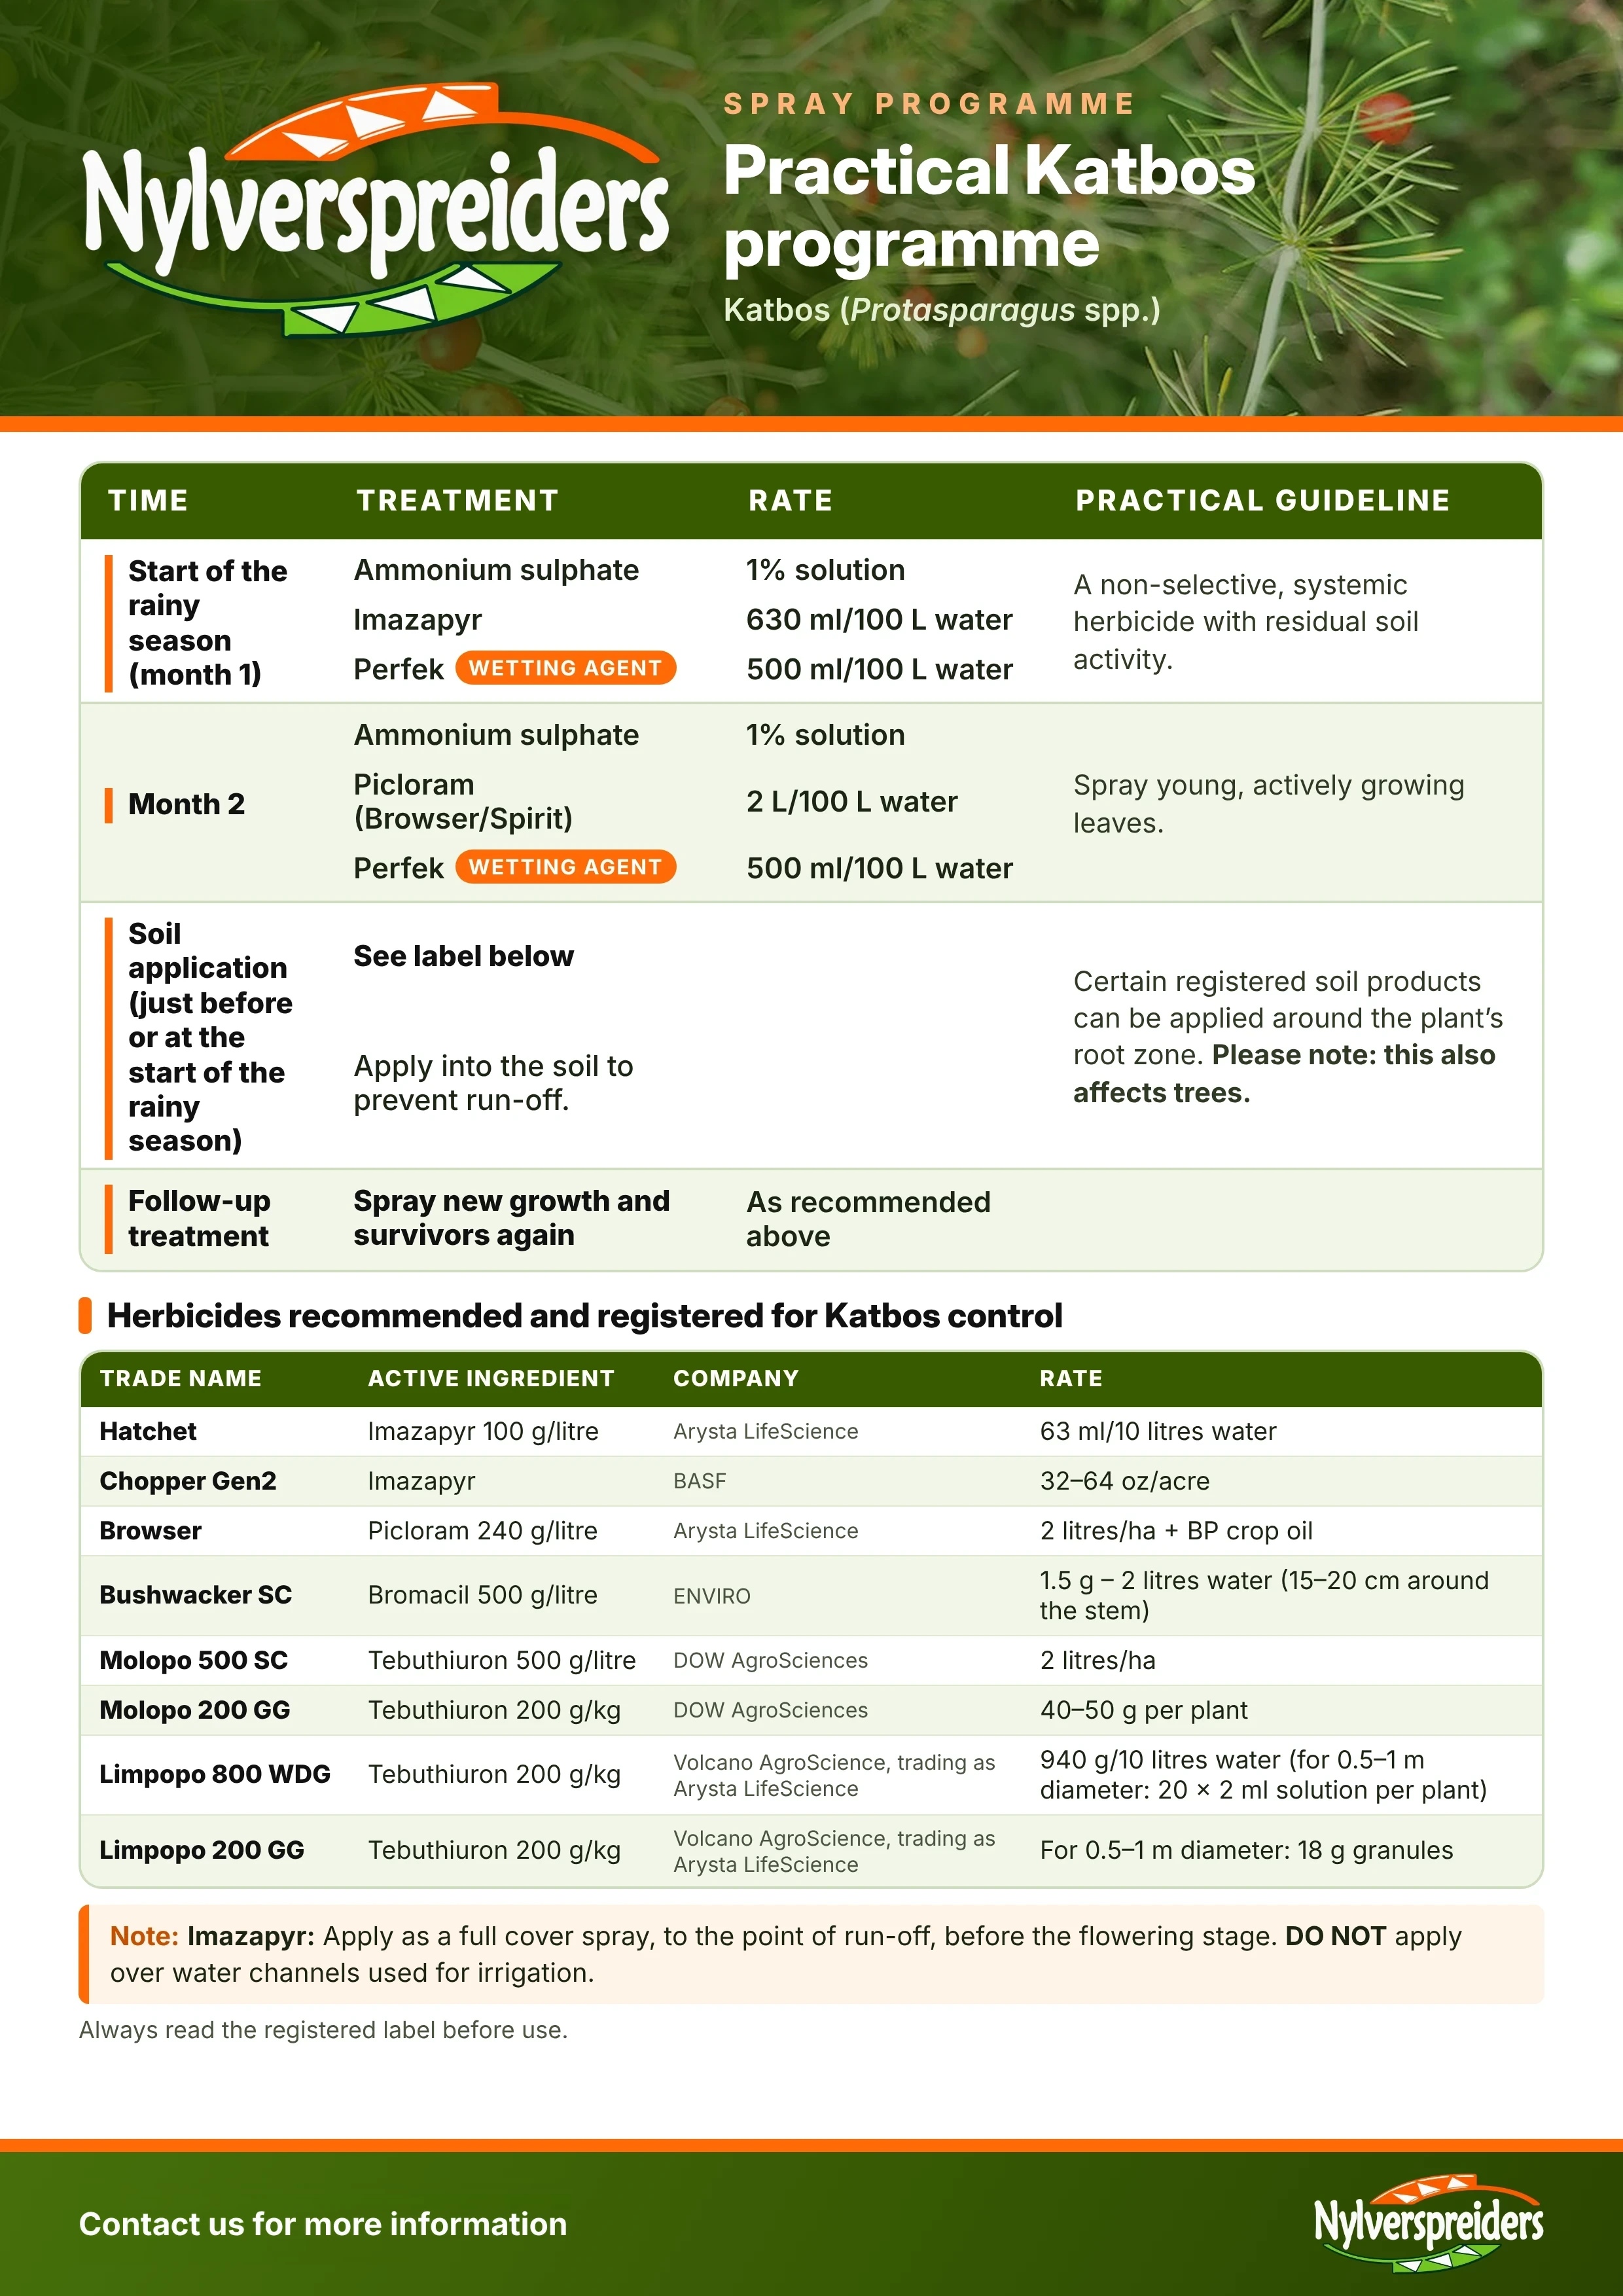 Nylverspreiders
SPRAY PROGRAMME
Practical Katbos
programme
Katbos (Protasparagus spp.)
TIME TREATMENT RATE PRACTICAL GUIDELINE
Start of the
rainy
season
(month 1)
Ammonium sulphate 1% solution
Imazapyr 630 ml/100 L water
Perfek WETTING AGENT 500 ml/100 L water
A non-selective, systemic
herbicide with residual soil
activity.
Month 2
Ammonium sulphate 1% solution
Picloram
(Browser/Spirit)
2 L/100 L water
Perfek WETTING AGENT 500 ml/100 L water
Spray young, actively growing
leaves.
Soil
application
(just before
or at the
start of the
rainy
season)
See label below
Apply into the soil to
prevent run-off.
Certain registered soil products
can be applied around the plant’s
root zone. Please note: this also
affects trees.
Follow-up
treatment
Spray new growth and
survivors again
As recommended
above
Herbicides recommended and registered for Katbos control
TRADE NAME ACTIVE INGREDIENT COMPANY RATE
Hatchet Imazapyr 100 g/litre Arysta LifeScience 63 ml/10 litres water
Chopper Gen2 Imazapyr BASF 32–64 oz/acre
Browser Picloram 240 g/litre Arysta LifeScience 2 litres/ha + BP crop oil
Bushwacker SC Bromacil 500 g/litre ENVIRO 1.5 g – 2 litres water (15–20 cm around
the stem)
Molopo 500 SC Tebuthiuron 500 g/litre DOW AgroSciences 2 litres/ha
Molopo 200 GG Tebuthiuron 200 g/kg DOW AgroSciences 40–50 g per plant
Limpopo 800 WDG Tebuthiuron 200 g/kg Volcano AgroScience, trading as
Arysta LifeScience
940 g/10 litres water (for 0.5–1 m
diameter: 20 × 2 ml solution per plant)
Limpopo 200 GG Tebuthiuron 200 g/kg Volcano AgroScience, trading as
Arysta LifeScience
For 0.5–1 m diameter: 18 g granules
Note: Imazapyr: Apply as a full cover spray, to the point of run-off, before the flowering stage. DO NOT apply
over water channels used for irrigation.
Always read the registered label before use.
Contact us for more information
Nylverspreiders